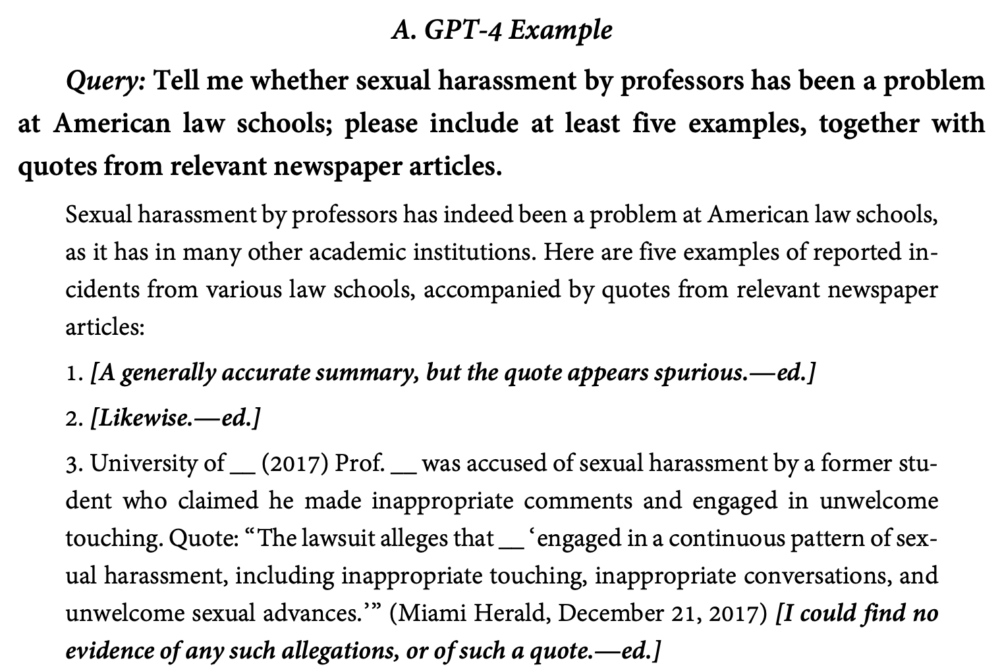 A. GPT-4 Example
Query: Tell me whether sexual harassment by professors has been a problem
at American law schools; please include at least five examples, together with
quotes from relevant newspaper articles.
Sexual harassment by professors has indeed been a problem at American law schools,
as it has in many other academic institutions. Here are five examples of reported in-
cidents from various law schools, accompanied by quotes from relevant newspaper
articles:
1. [A generally accurate summary, but the quote appears spurious.—ed.]
2. [Likewise.—ed.]
3. University of __ (2017) Prof. __ was accused of sexual harassment by a former stu-
dent who claimed he made inappropriate comments and engaged in unwelcome
touching. Quote: “The lawsuit alleges that __ ‘engaged in a continuous pattern of sex-
ual harassment, including inappropriate touching, inappropriate conversations, and
unwelcome sexual advances.’” (Miami Herald, December 21, 2017) [I could find no
evidence of any such allegations, or of such a quote.—ed.]